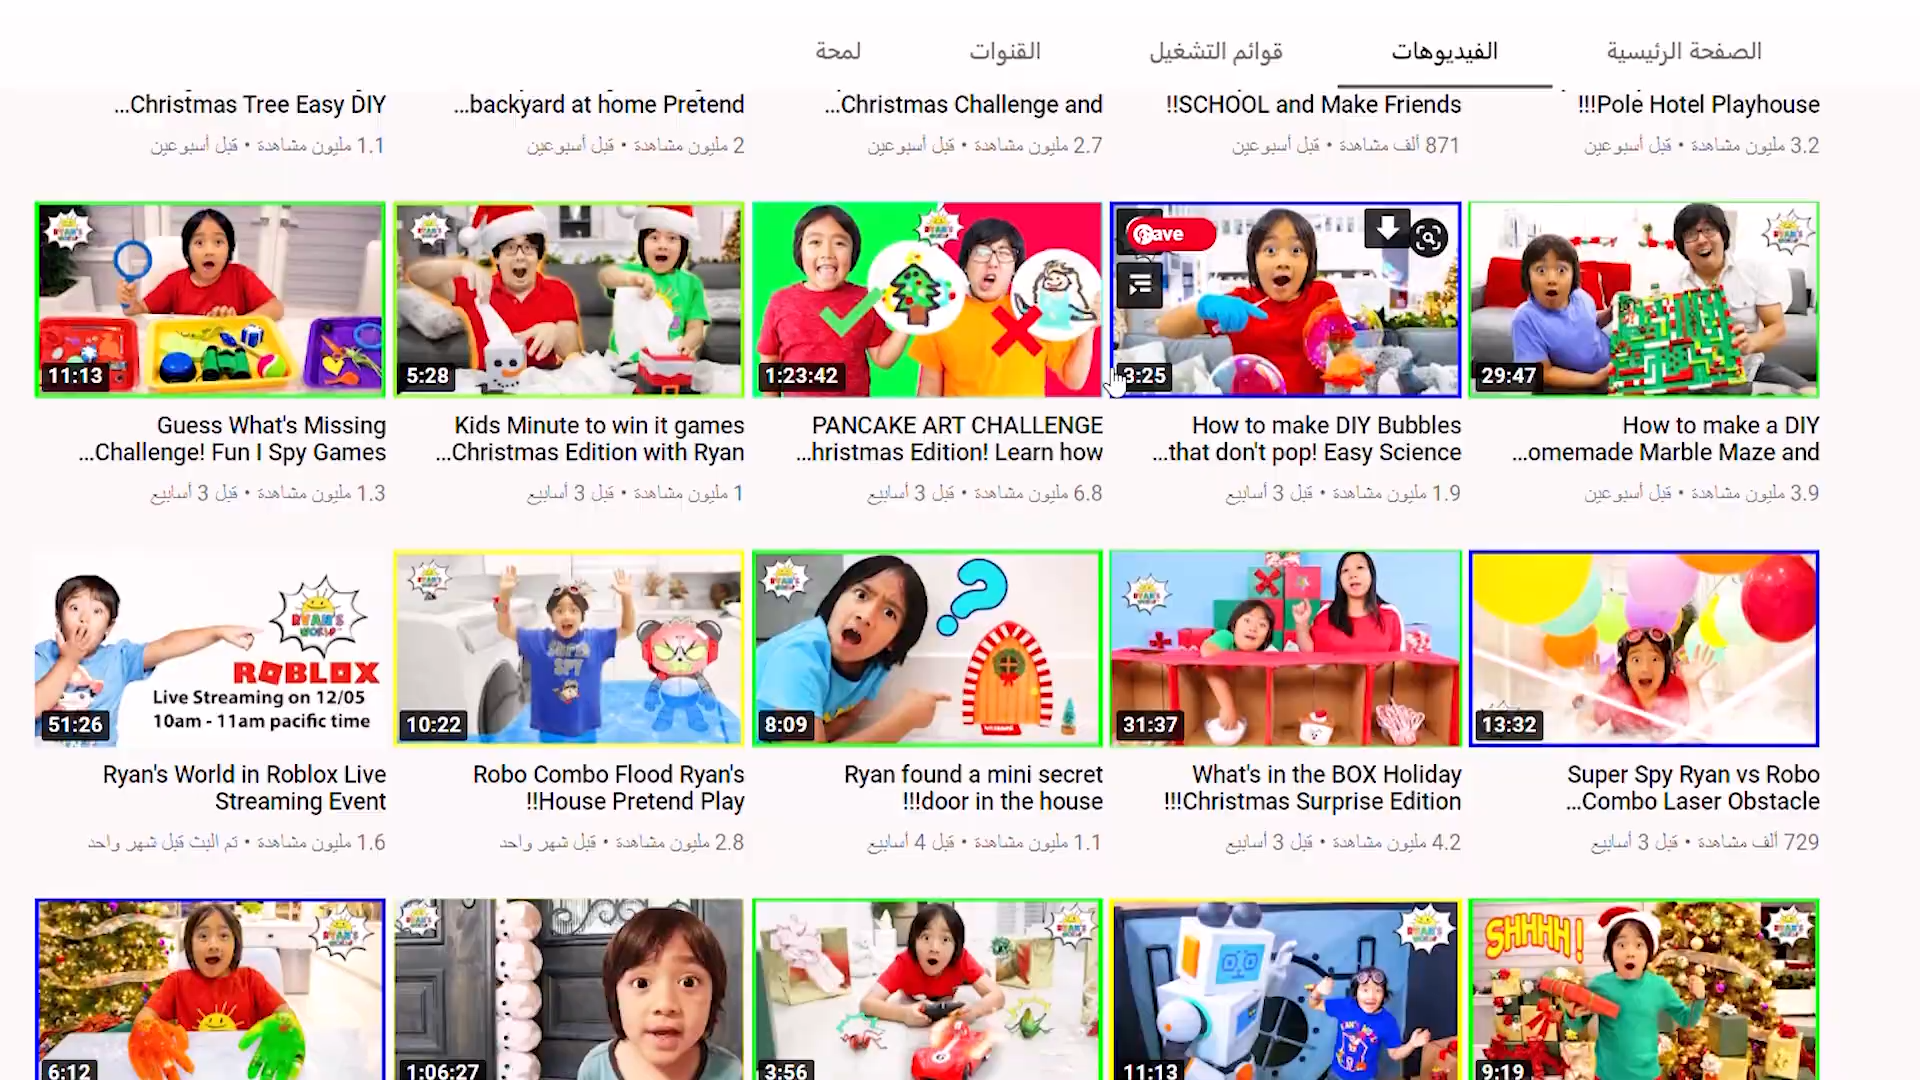 الصفحة الرئيسية
الفيديوهات
قوائم التشغيل
القنوات
لمحة
...Christmas Tree Easy DIY
1.1 مليون مشاهدة • قبل أسبوعين
...backyard at home Pretend
2 مليون مشاهدة • قبل أسبوعين
...Christmas Challenge and
2.7 مليون مشاهدة • قبل أسبوعين
!!SCHOOL and Make Friends
871 ألف مشاهدة • قبل أسبوعين
!!!Pole Hotel Playhouse
3.2 مليون مشاهدة • قبل أسبوعين
RYAN'S
WORLD
11:13
Guess What's Missing
...Challenge! Fun I Spy Games
1.3 مليون مشاهدة • قبل 3 أسابيع
5:28
Kids Minute to win it games
...Christmas Edition with Ryan
1 مليون مشاهدة • قبل 3 أسابيع
1:23:42
PANCAKE ART CHALLENGE
...hristmas Edition! Learn how
6.8 مليون مشاهدة • قبل 3 أسابيع
ave
3:25
How to make DIY Bubbles
...that don't pop! Easy Science
1.9 مليون مشاهدة • قبل 3 أسابيع
29:47
How to make a DIY
...omemade Marble Maze and
3.9 مليون مشاهدة • قبل أسبوعين
RYAN'S
WORLD
ROBLOX
Live Streaming on 12/05
10am - 11am pacific time
51:26
Ryan's World in Roblox Live
Streaming Event
1.6 مليون مشاهدة • تم البث قبل شهر واحد
SUPER
SPY
10:22
Robo Combo Flood Ryan's
!!House Pretend Play
2.8 مليون مشاهدة • قبل شهر واحد
?
8:09
Ryan found a mini secret
!!!door in the house
1.1 مليون مشاهدة • قبل 4 أسابيع
31:37
What's in the BOX Holiday
!!!Christmas Surprise Edition
4.2 مليون مشاهدة • قبل 3 أسابيع
13:32
Super Spy Ryan vs Robo
...Combo Laser Obstacle
729 ألف مشاهدة • قبل 3 أسابيع
6:12
1:06:27
3:56
11:13
SHHHH!
9:19